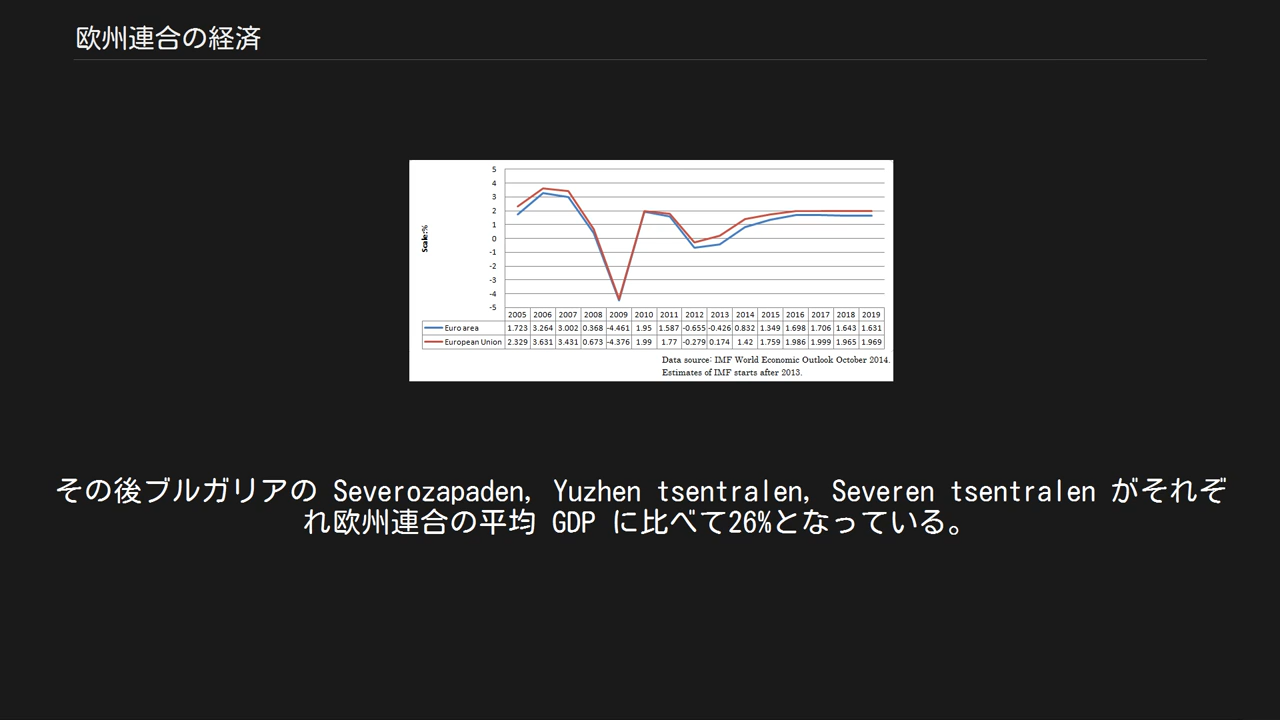 欧州連合の経済
5
4
3
2
1
0
-1
-2
-3
-4
-5
Scale:%
2005 2006 2007 2008 2009 2010 2011 2012 2013 2014 2015 2016 2017 2018 2019
Euro area 1.723 3.264 3.002 0.368 -4.461 1.95 1.587 -0.655 -0.426 0.832 1.349 1.698 1.706 1.643 1.631
European Union 2.329 3.631 3.431 0.673 -4.376 1.99 1.77 -0.279 0.174 1.42 1.759 1.986 1.999 1.965 1.969
Data source: IMF World Economic Outlook October 2014.
Estimates of IMF starts after 2013.
その後ブルガリアの Severozapaden, Yuzhen tsentralen, Severen tsentralen がそれぞ
れ欧州連合の平均 GDP に比べて26%となっている。